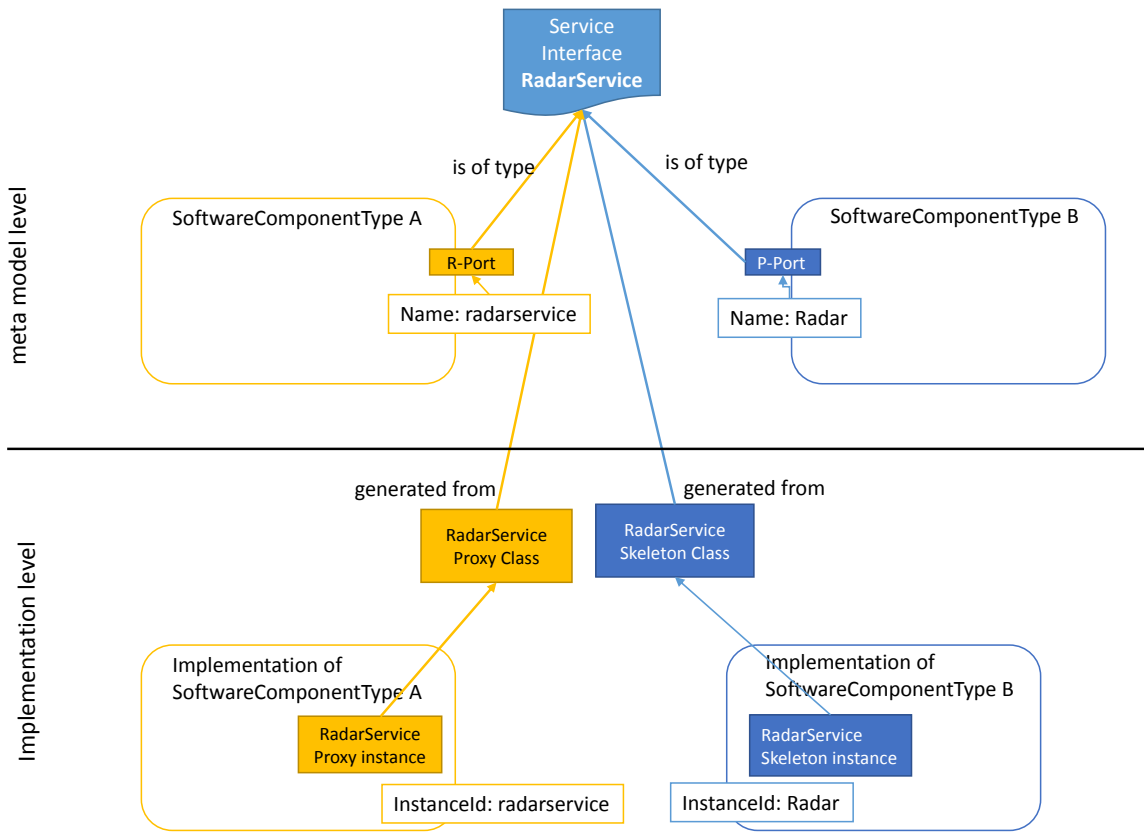 Service
Interface
RadarService
is of type
is of type
meta model level
SoftwareComponentType A
SoftwareComponentType B
R-Port
P-Port
Name: radarservice
Name: Radar
generated from
generated from
Implementation level
RadarService
Proxy Class
RadarService
Skeleton Class
Implementation of
SoftwareComponentType A
Implementation of
SoftwareComponentType B
RadarService
Proxy instance
RadarService
Skeleton instance
InstanceId: radarservice
InstanceId: Radar